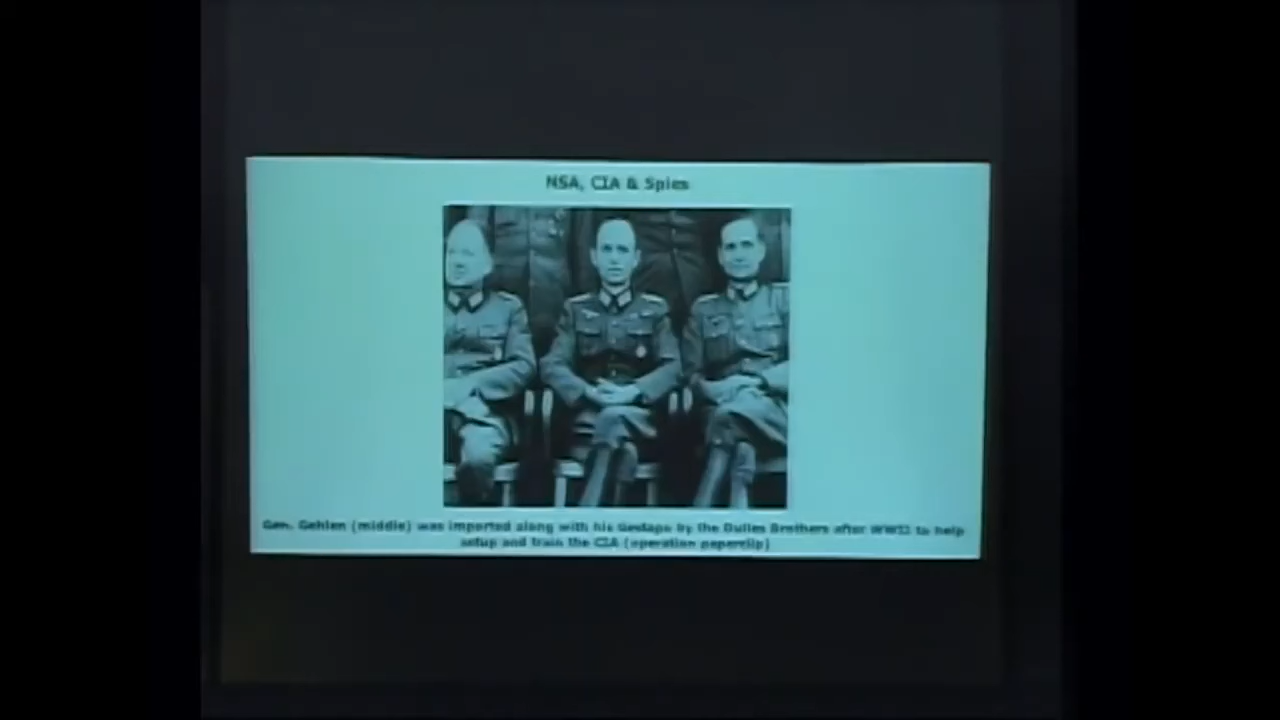 NSA, CIA & Spies
Gen. Gehlen (middle) was imported along with his Gestapo by the Dulles Brothers after WWII to help
setup and train the CIA (operation paperclip)